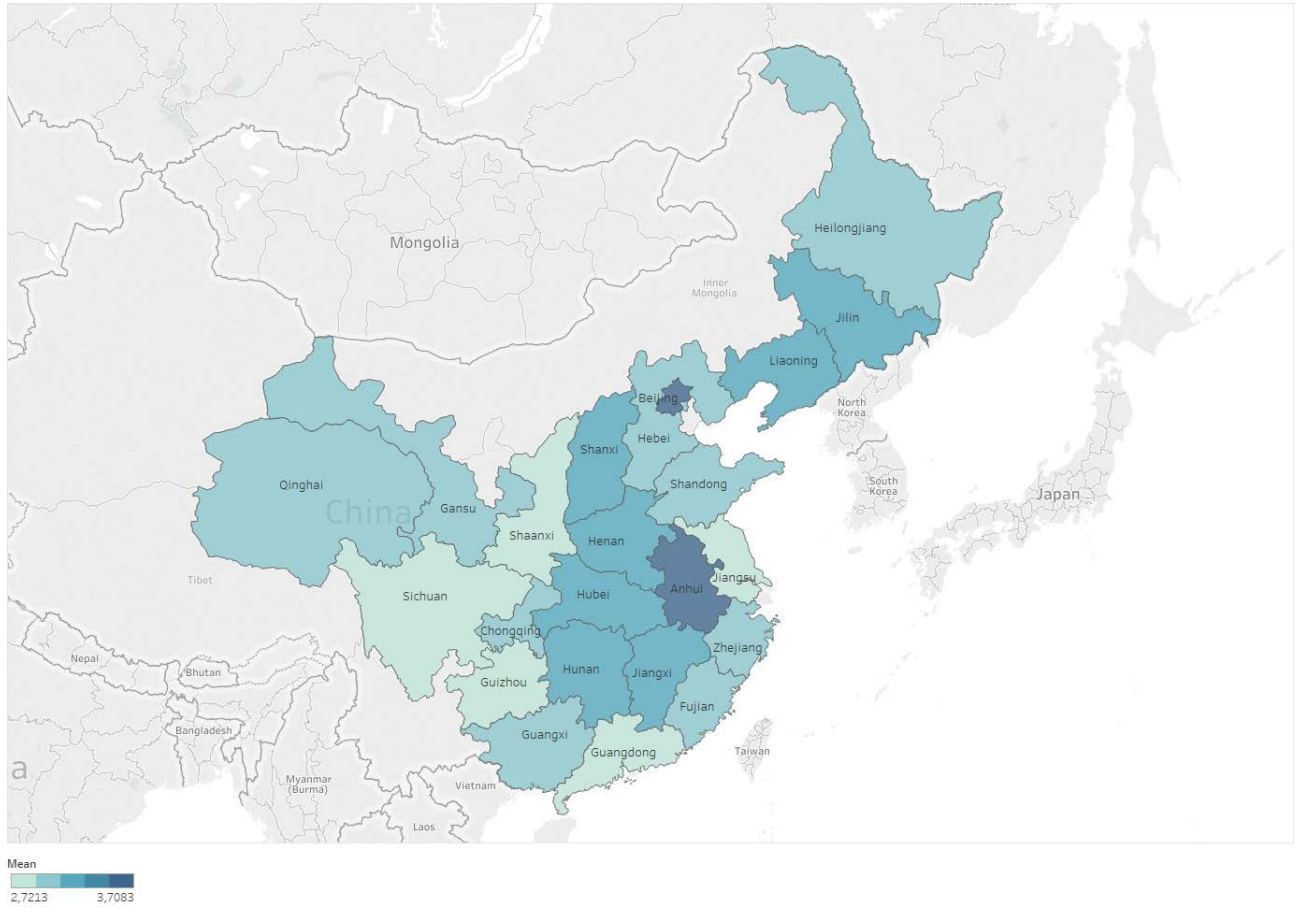 Heilongjiang
Mongolia
Inner
Mongolia
Jilin
Liaoning
Beijing
North
Korea
Hebei
Shanxi
Shandong
South
Korea
Japan
Qinghai
China
Gansu
Shaanxi
Henan
Tibet
Jiangsu
Anhui
Sichuan
Hubei
Chongqing
Zhejiang
Nepal
Bhutan
Guizhou
Hunan
Jiangxi
Fujian
Bangladesh
Guangxi
Guangdong
Taiwan
a
Myanmar
(Burma)
Vietnam
Laos
Mean
2,7213 3,7083